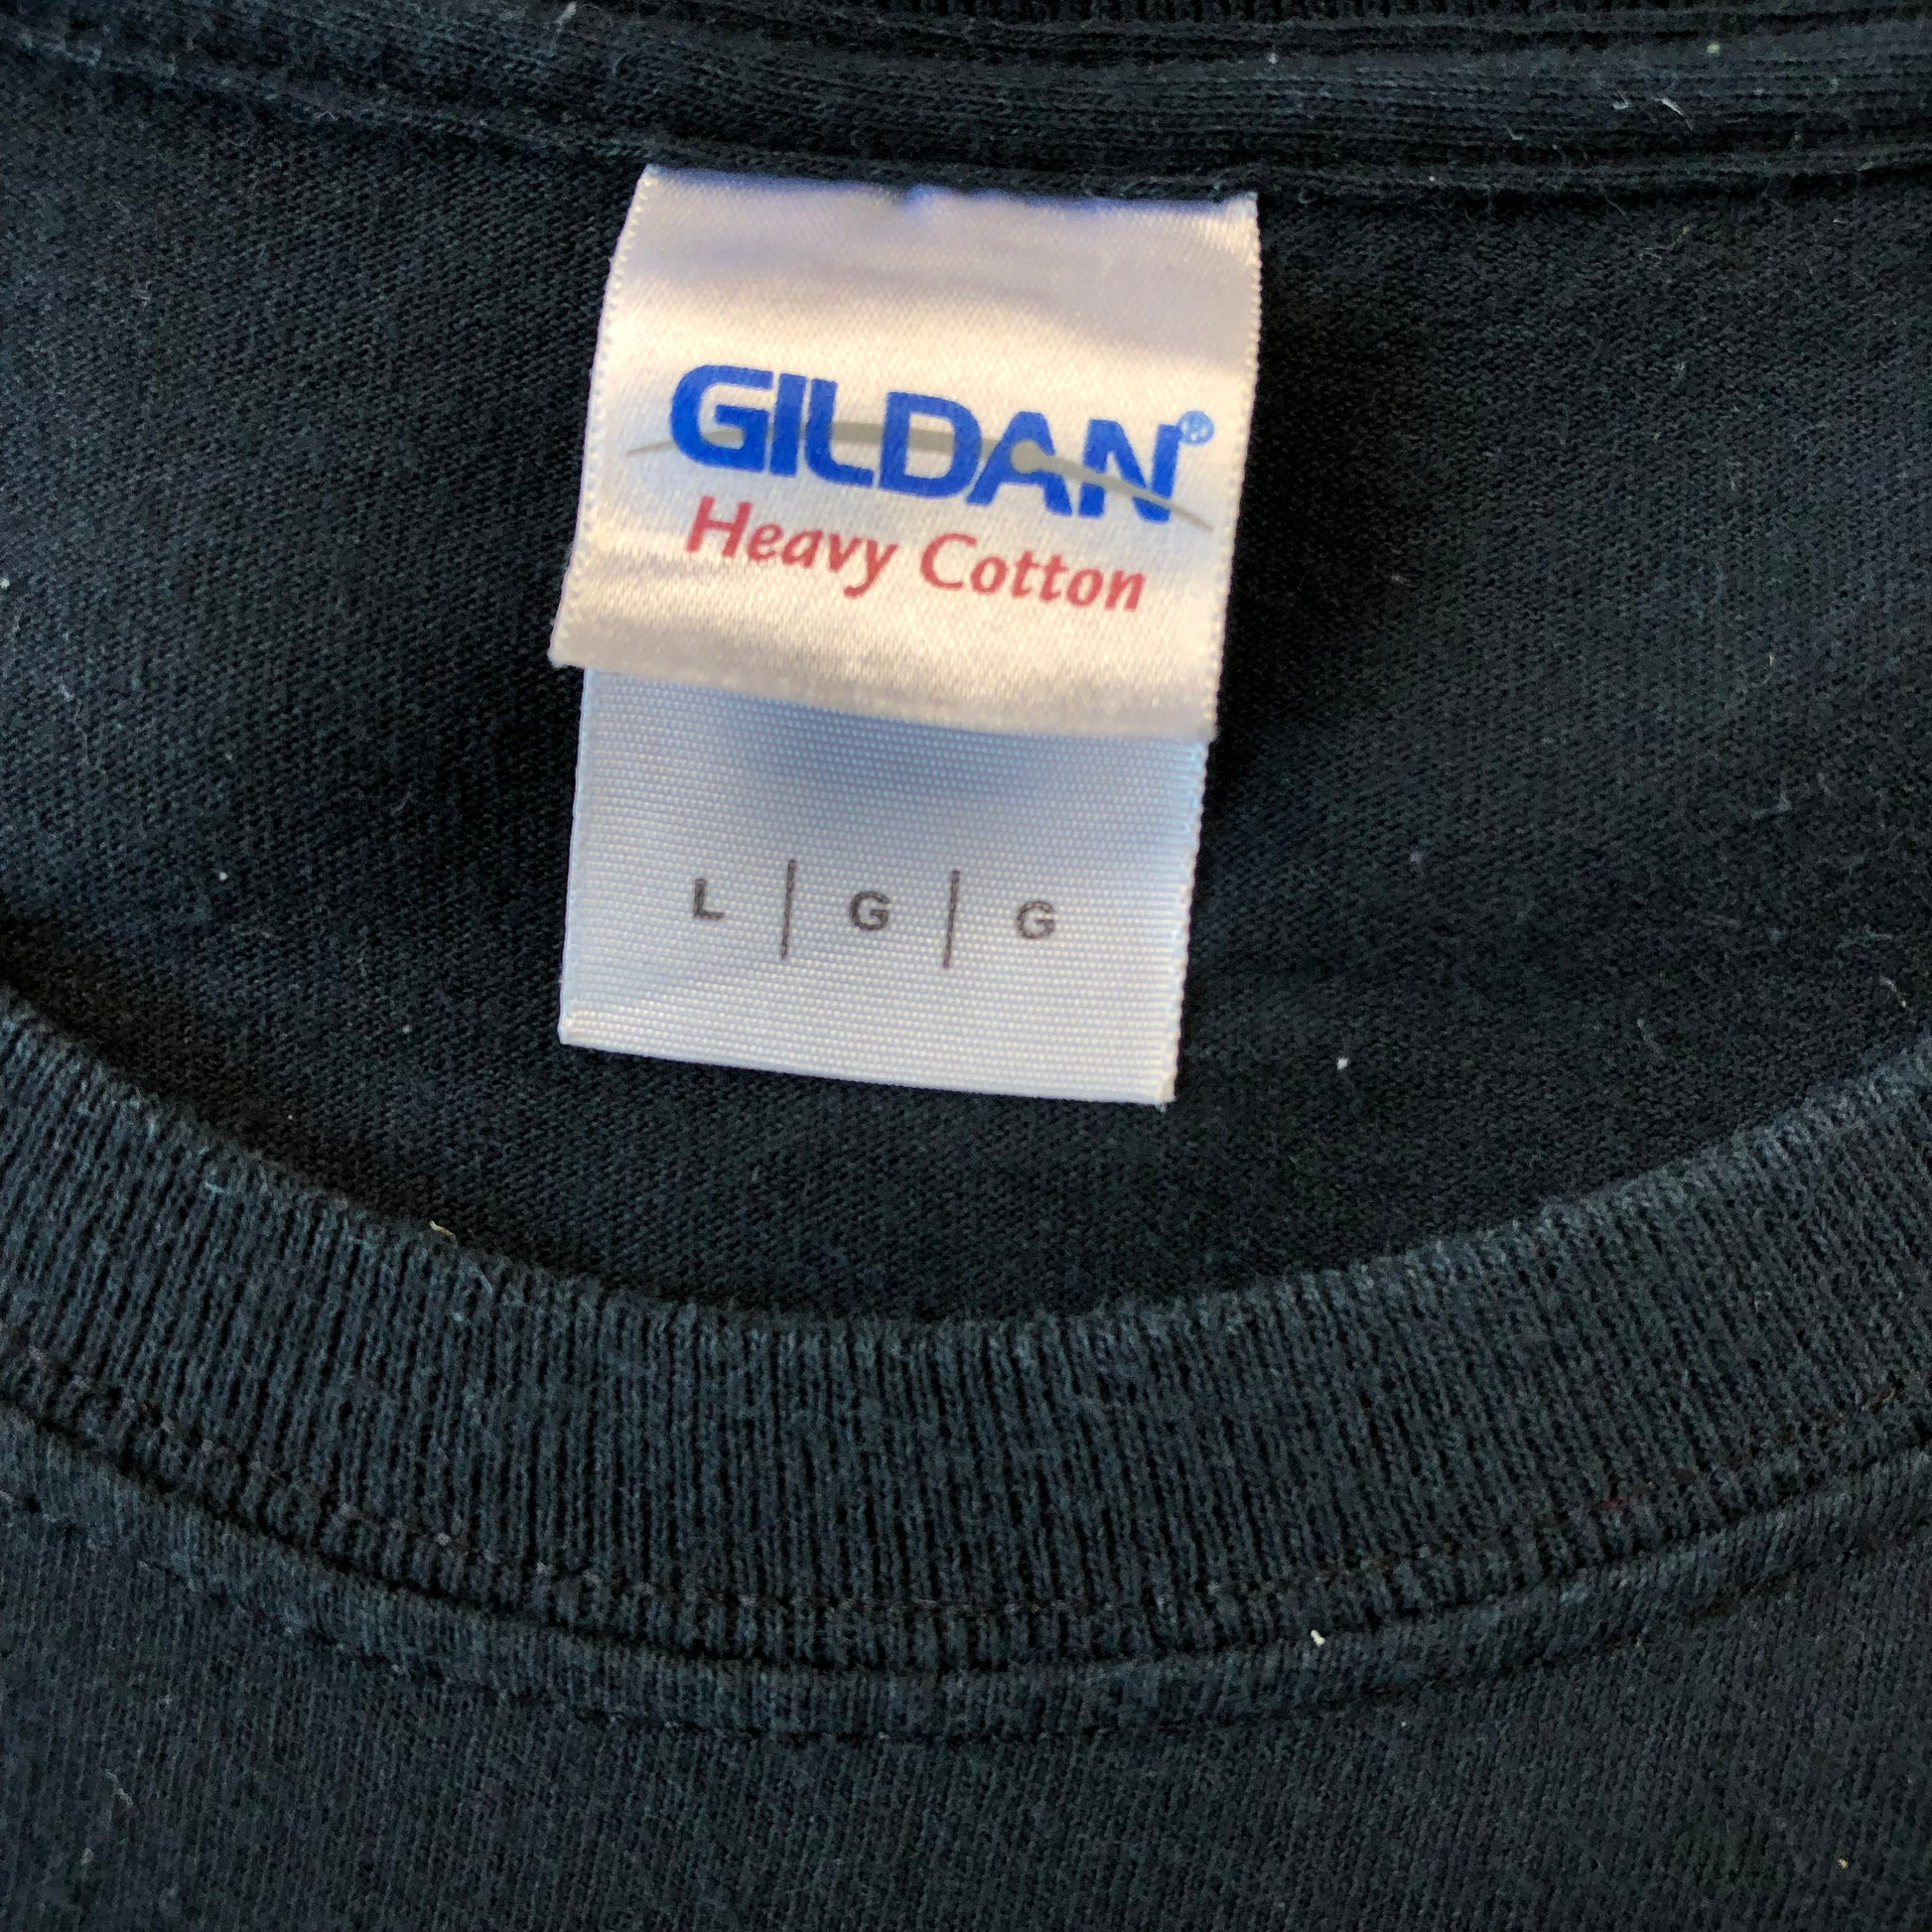 GILDAN®
Heavy Cotton
L | G | G